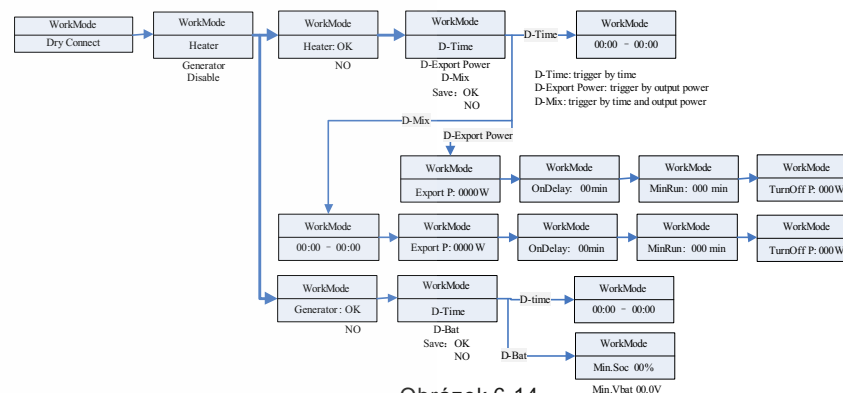 WorkMode
Dry Connect
WorkMode
Heater
Generator
Disable
WorkMode
Heater: OK
NO
WorkMode
D-Time
D-Export Power
D-Mix
Save: OK
NO
D-Time
WorkMode
00:00 - 00:00
D-Time: trigger by time
D-Export Power: trigger by output power
D-Mix: trigger by time and output power
D-Mix
D-Export Power
WorkMode
Export P: 0000W
WorkMode
OnDelay: 00min
WorkMode
MinRun: 000 min
WorkMode
TurnOff P: 000W
WorkMode
00:00 - 00:00
WorkMode
Export P: 0000W
WorkMode
OnDelay: 00min
WorkMode
MinRun: 000 min
WorkMode
TurnOff P: 000W
WorkMode
Generator: OK
NO
WorkMode
D-Time
D-Bat
Save: OK
NO
D-time
WorkMode
00:00 - 00:00
D-Bat
WorkMode
Min.Soc 00%
Min.Vbat 00.0V
Obrázek 6-14